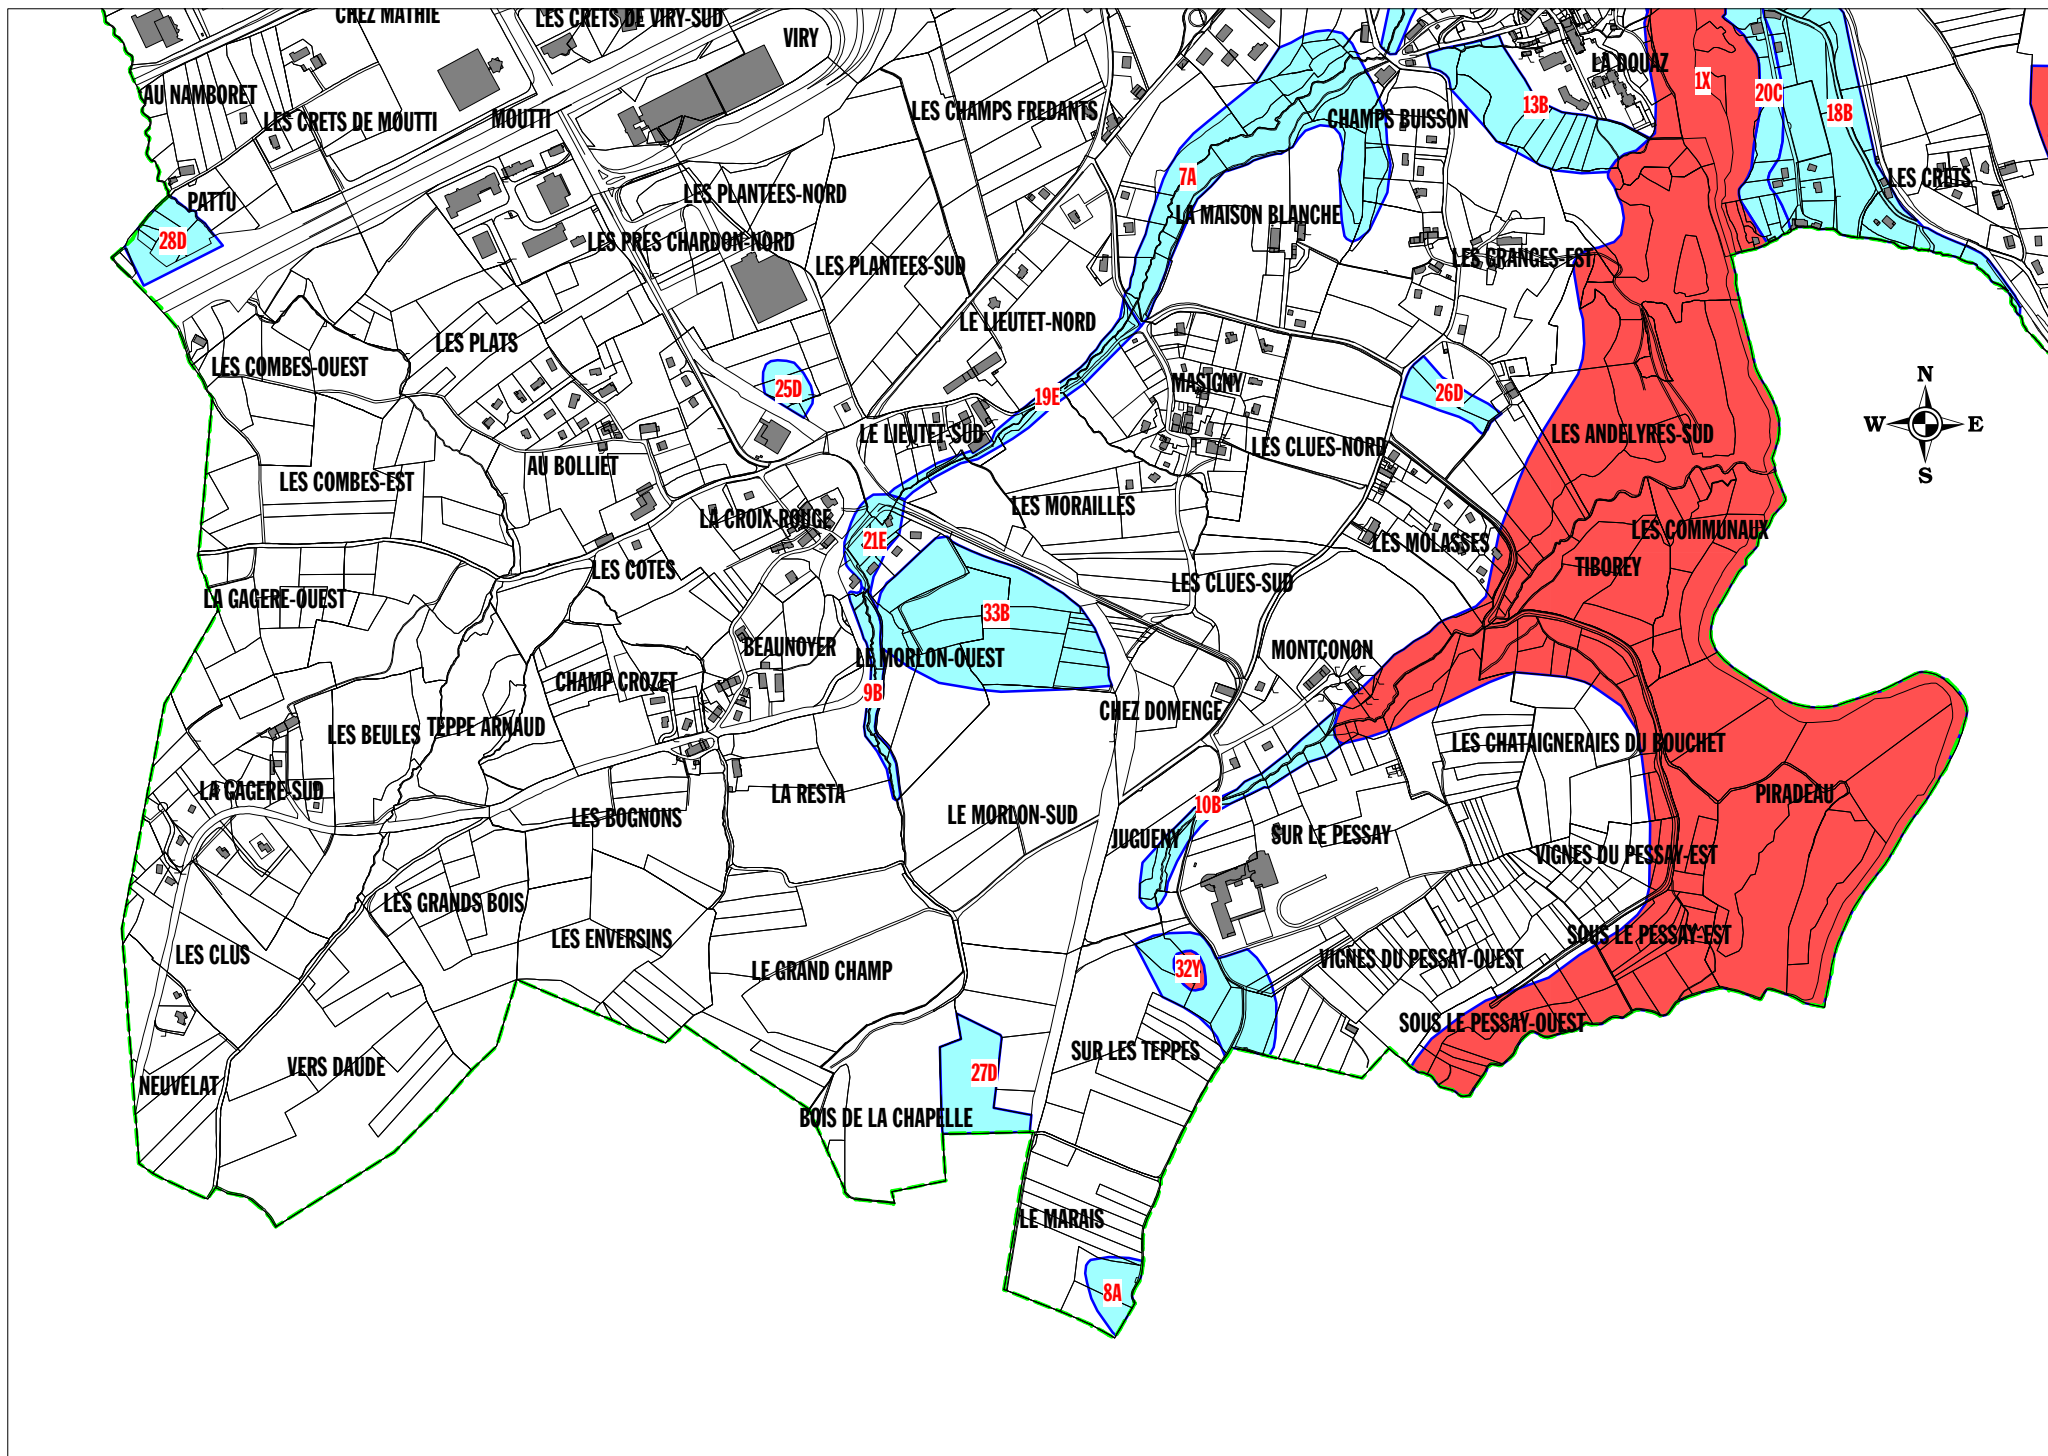 CHEZ MATHIE
LES CRETS DE VIRY-SUD
VIRY
LA DOUAZ
1X
20C
18B
13B
AU NAMBORET
LES CRETS DE MOUTTI
MOUTTI
LES CHAMPS FREDANTS
CHAMPS BUISSON
7A
LES CRETS
PATTU
LES PLANTEES-NORD
LA MAISON BLANCHE
28D
LES PRES CHARDON-NORD
LES PLANTEES-SUD
LES GRANGES-EST
LE LIEUTET-NORD
LES PLATS
LES COMBES-OUEST
25D
19E
MASIGNY
26D
N
W
E
S
LE LIEUTET-SUD
LES CLUES-NORD
LES ANDELYRES-SUD
AU BOLLIET
LES COMBES-EST
LES MORAILLES
LA CROIX-ROUGE
21E
LES COMMUNAUX
LES MOLASSES
LES COTES
LES CLUES-SUD
TIBOREY
LA GAGERE-OUEST
33B
BEAUNOYER
LE MORLON-OUEST
MONTCONON
CHAMP CROZET
9B
CHEZ DOMENGE
LES BEULES
TEPPE ARNAUD
LES CHATAIGNERAIES DU BOUCHET
LA GAGERE-SUD
LA RESTA
PIRADEAU
10B
LES BOGNONS
LE MORLON-SUD
JUGUENY
SUR LE PESSAY
VIGNES DU PESSAY-EST
LES GRANDS BOIS
LES ENVERSINS
SOUS LE PESSAY-EST
LES CLUS
LE GRAND CHAMP
32Y
VIGNES DU PESSAY-OUEST
SOUS LE PESSAY-OUEST
SUR LES TEPPES
VERS DAUDE
27D
NEUVELAT
BOIS DE LA CHAPELLE
LE MARAIS
8A